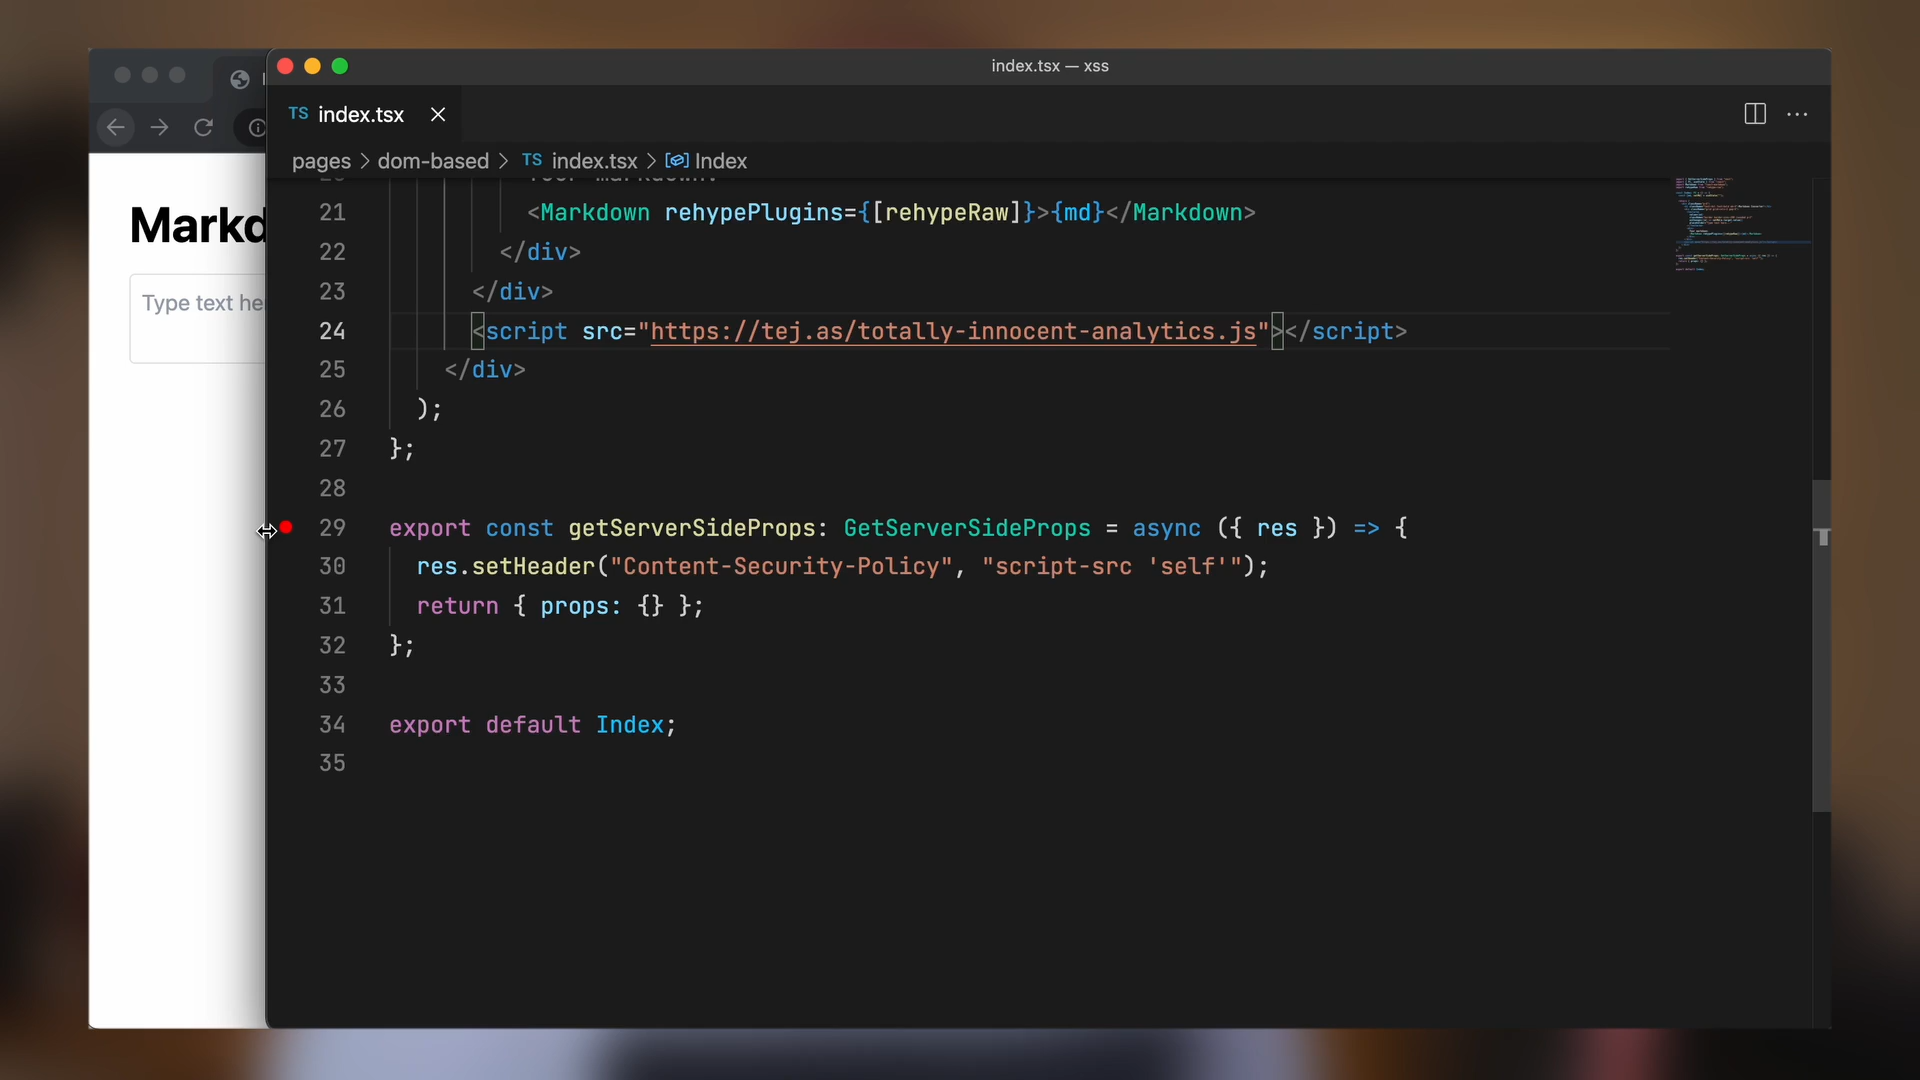 index.tsx — xss
TS index.tsx
pages > dom-based > TS index.tsx > Index
Markd
Type text he
21 <Markdown rehypePlugins={[rehypeRaw]}>{md}</Markdown>
22 </div>
23 </div>
24 <script src="https://tej.as/totally-innocent-analytics.js"></script>
25 </div>
26 );
27 };
28
29 export const getServerSideProps: GetServerSideProps = async ({ res }) => {
30 res.setHeader("Content-Security-Policy", "script-src 'self'");
31 return { props: {} };
32 };
33
34 export default Index;
35